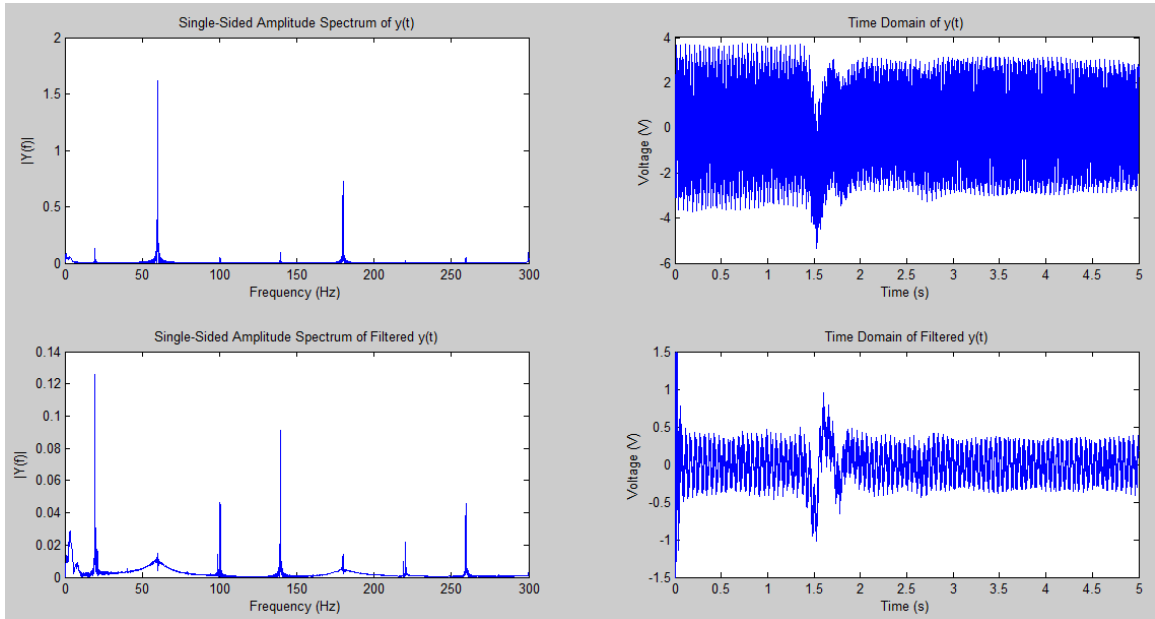 Single-Sided Amplitude Spectrum of y(t)
2
1.5
1
0.5
0
|Y(f)|
0 50 100 150 200 250 300
Frequency (Hz)
Time Domain of y(t)
4
2
0
-2
-4
-6
Voltage (V)
0 0.5 1 1.5 2 2.5 3 3.5 4 4.5 5
Time (s)
Single-Sided Amplitude Spectrum of Filtered y(t)
0.14
0.12
0.1
0.08
0.06
0.04
0.02
0
|Y(f)|
0 50 100 150 200 250 300
Frequency (Hz)
Time Domain of Filtered y(t)
1.5
1
0.5
0
-0.5
-1
-1.5
Voltage (V)
0 0.5 1 1.5 2 2.5 3 3.5 4 4.5 5
Time (s)